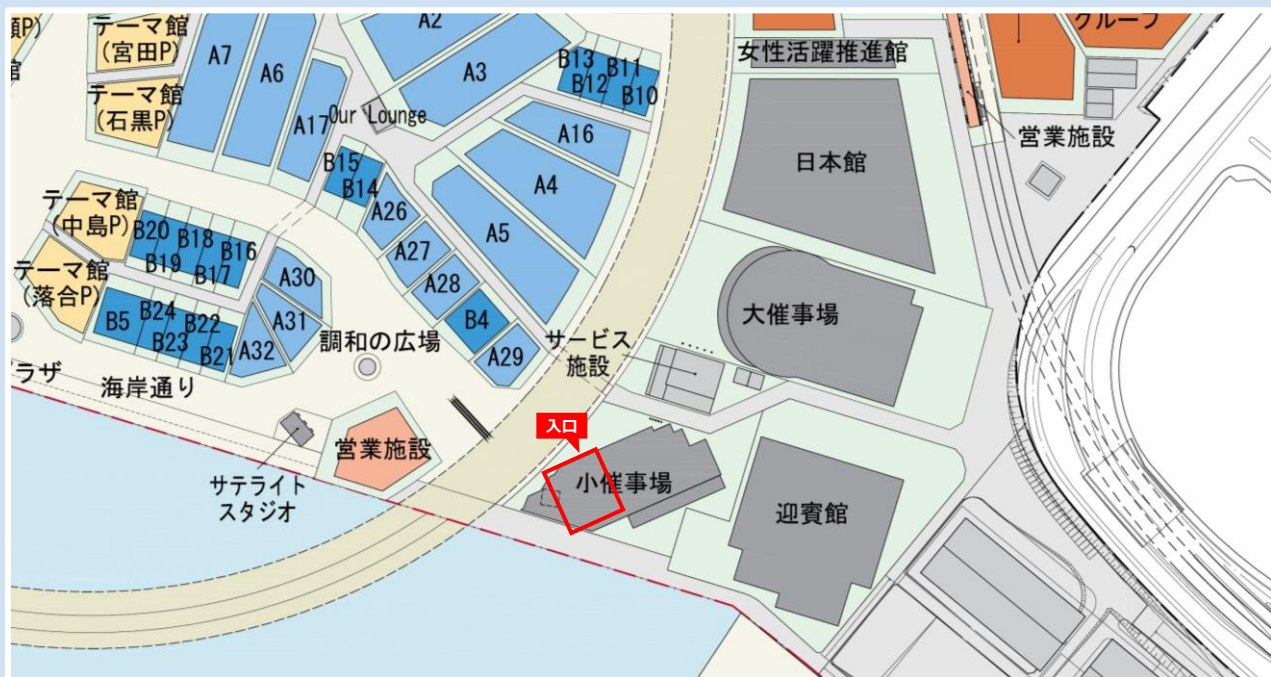 顔P)
館
テーマ館
(宮田P)
テーマ館
(石黒P)
A7
A6
A17
A2
A3
Our Lounge
B13
B12
B11
B10
A16
A4
A5
B15
B14
A26
A27
A28
B4
A29
テーマ館
(中島P)
テーマ館
(落合P)
B20
B19
B18
B17
B16
B5
B24
B23
B22
B21
A30
A31
A32
調和の広場
海岸通り
ラザ
サテライト
スタジオ
営業施設
女性活躍推進館
日本館
大催事場
サービス
施設
入口
小催事場
迎賓館
グループ
営業施設